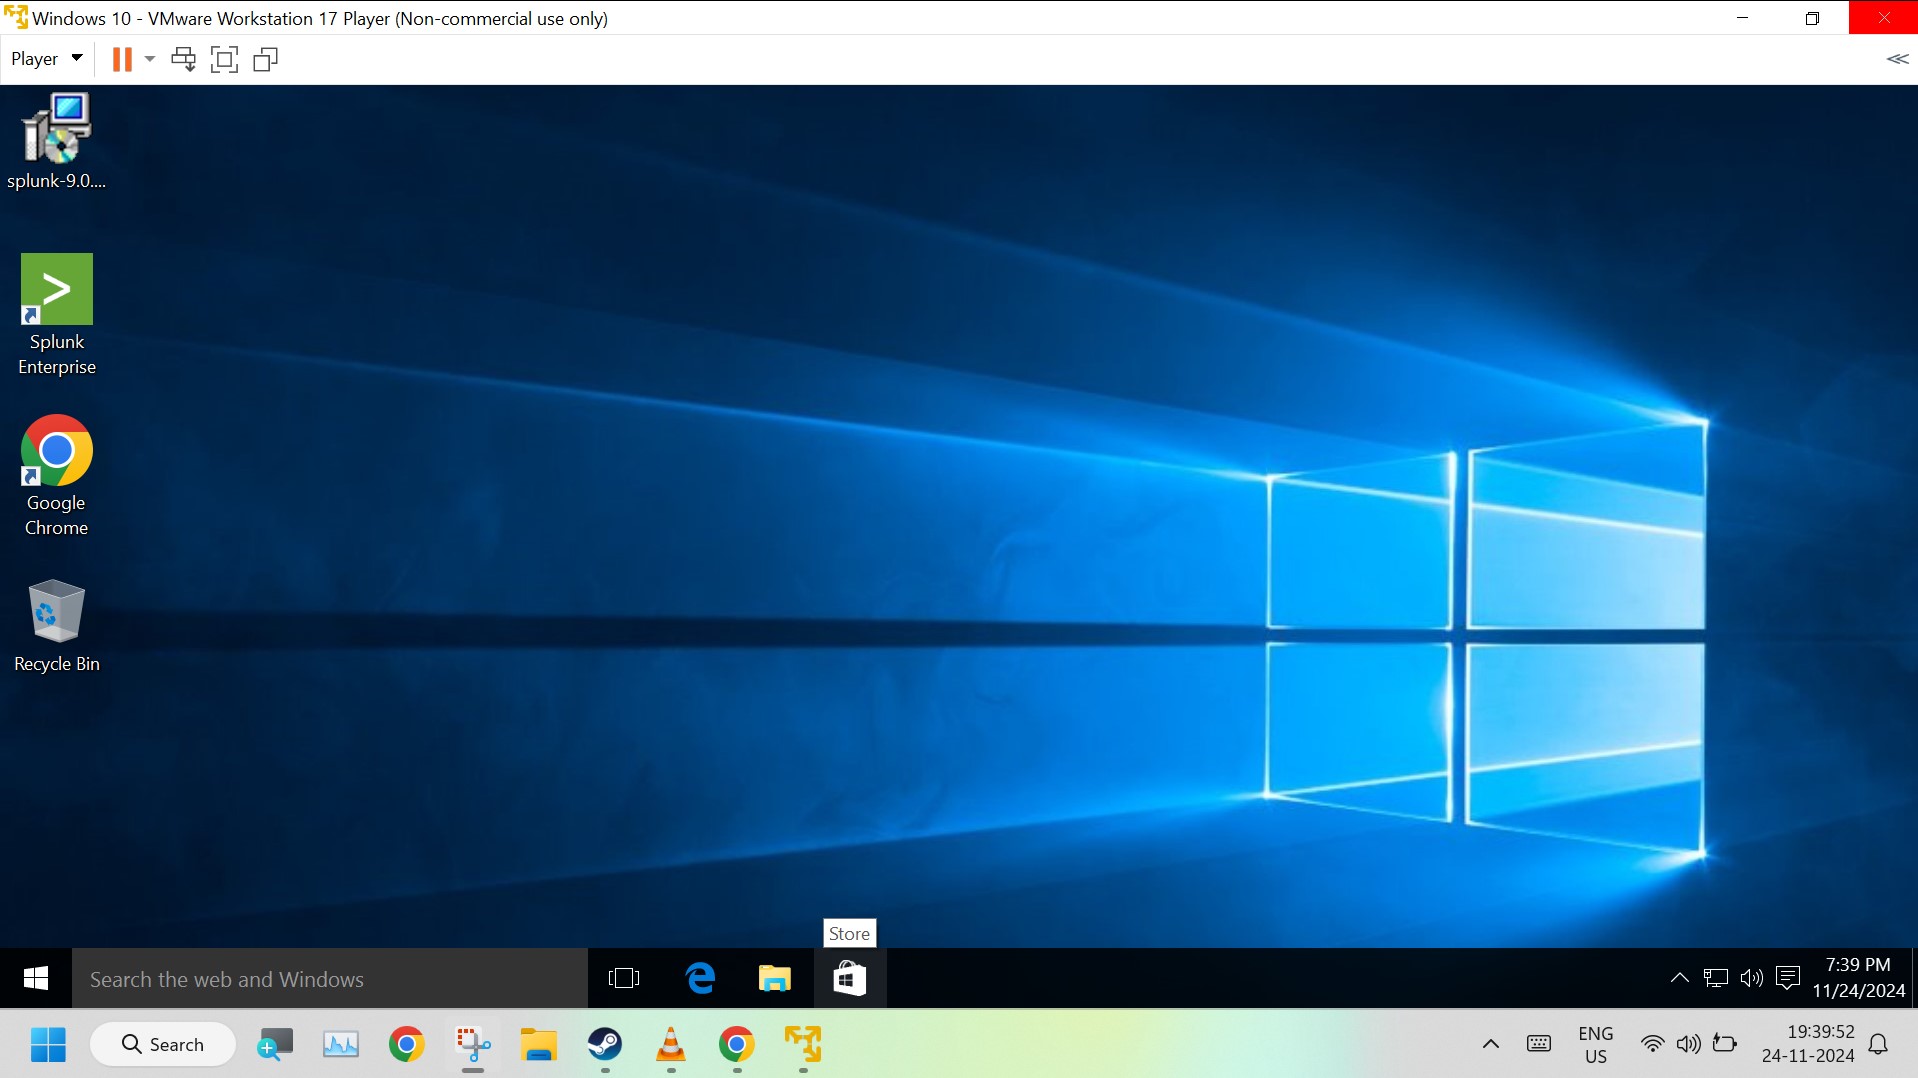 Windows 10 - VMware Workstation 17 Player (Non-commercial use only)
Player
splunk-9.0....
Splunk
Enterprise
Google
Chrome
Recycle Bin
Store
Search the web and Windows
7:39 PM
11/24/2024
Search
ENG
US
19:39:52
24-11-2024